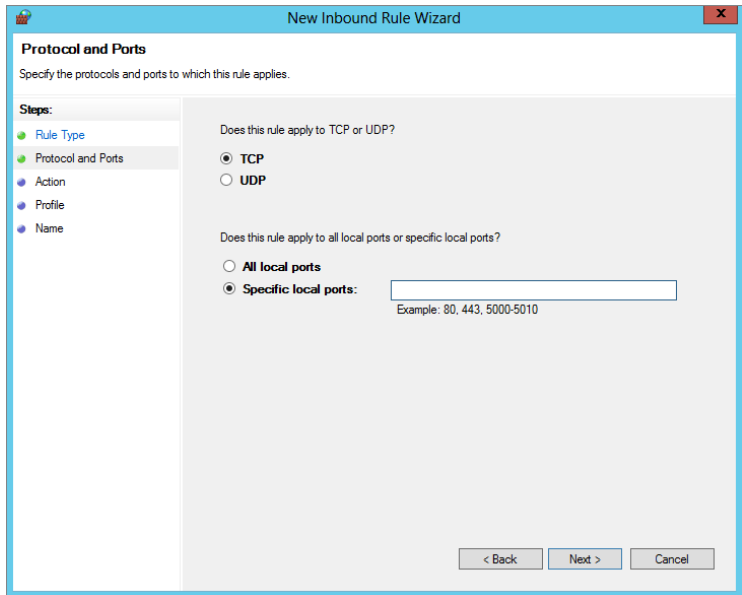 New Inbound Rule Wizard
x
Protocol and Ports
Specify the protocols and ports to which this rule applies.
Steps:
Rule Type
Protocol and Ports
Action
Profile
Name
Does this rule apply to TCP or UDP?
TCP
UDP
Does this rule apply to all local ports or specific local ports?
All local ports
Specific local ports:
Example: 80, 443, 5000-5010
< Back Next > Cancel